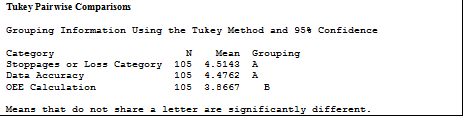 Tukey Pairwise Comparisons
Grouping Information Using the Tukey Method and 95% Confidence
Category N Mean Grouping
Stoppages or Loss Category 105 4.5143 A
Data Accuracy 105 4.4762 A
OEE Calculation 105 3.8667 B
Means that do not share a letter are significantly different.